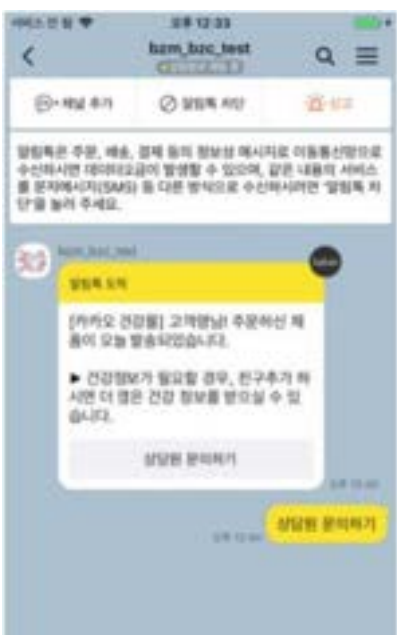 서비스 안 됨
오후 12:33
bzm_bzc_test
채널 추가
알림톡 차단
신고
알림톡은 주문, 배송, 결제 등의 정보성 메시지로 이동통신망으로
수신하시면 데이터요금이 발생할 수 있으며, 같은 내용의 서비스
를 문자메시지(SMS) 등 다른 방식으로 수신하시려면 '알림톡 차
단'을 눌러 주세요.
bzm_bzc_test
알림톡 도착
[카카오 건강몰] 고객명님! 주문하신 제
품이 오늘 발송되었습니다.
▶ 건강정보가 필요할 경우, 친구추가 하
시면 더 많은 건강 정보를 받으실 수 있
습니다.
상담원 문의하기
상담원 문의하기